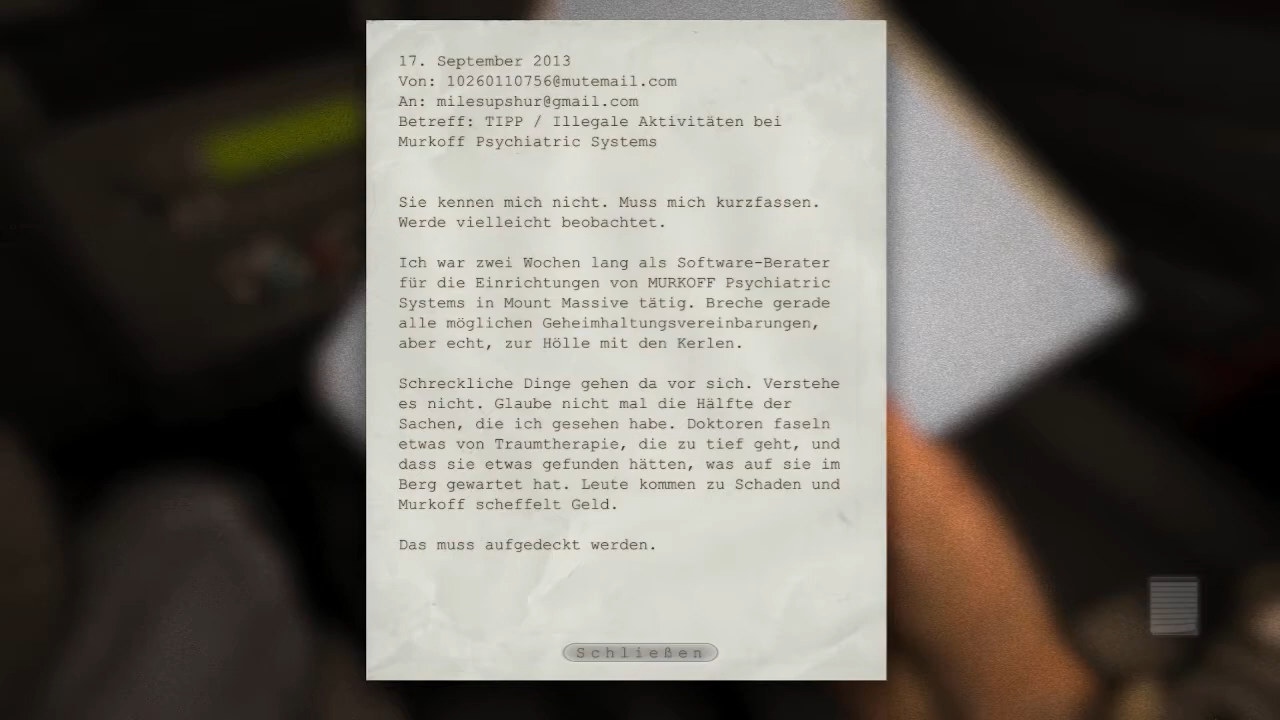 17. September 2013
Von: 10260110756@mutemail.com
An: milesupshur@gmail.com
Betreff: TIPP / Illegale Aktivitäten bei
Murkoff Psychiatric Systems
Sie kennen mich nicht. Muss mich kurzfassen.
Werde vielleicht beobachtet.
Ich war zwei Wochen lang als Software-Berater
für die Einrichtungen von MURKOFF Psychiatric
Systems in Mount Massive tätig. Breche gerade
alle möglichen Geheimhaltungsvereinbarungen,
aber echt, zur Hölle mit den Kerlen.
Schreckliche Dinge gehen da vor sich. Verstehe
es nicht. Glaube nicht mal die Hälfte der
Sachen, die ich gesehen habe. Doktoren faseln
etwas von Traumtherapie, die zu tief geht, und
dass sie etwas gefunden hätten, was auf sie im
Berg gewartet hat. Leute kommen zu Schaden und
Murkoff scheffelt Geld.
Das muss aufgedeckt werden.
Schließen